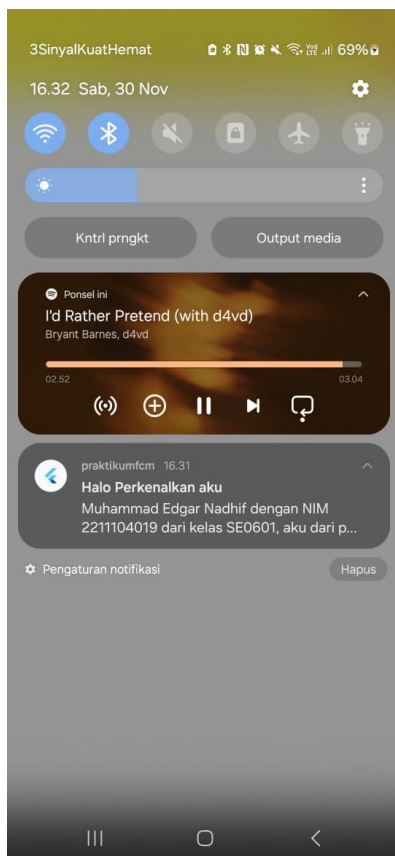 3SinyalKuatHemat 69%
16.32 Sab, 30 Nov
Kntrl prngkt Output media
Ponsel ini
I'd Rather Pretend (with d4vd)
Bryant Barnes, d4vd
02.52 03.04
praktikumfcm 16.31
Halo Perkenalkan aku
Muhammad Edgar Nadhif dengan NIM
2211104019 dari kelas SE0601, aku dari p...
Pengaturan notifikasi Hapus